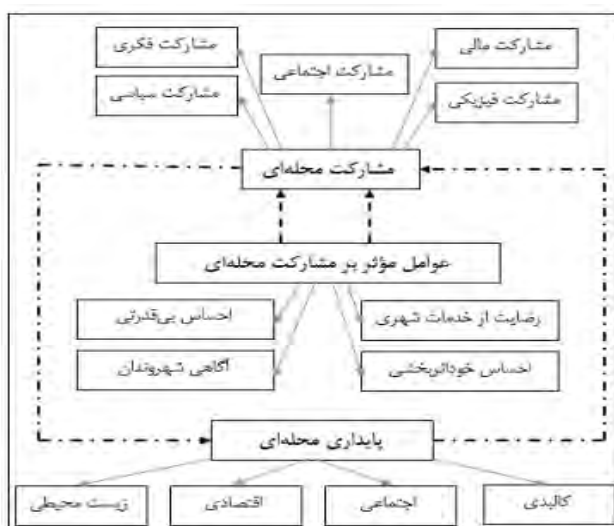 مشارکت مالی
مشارکت فکری
مشارکت اجتماعی
مشارکت فیزیکی
مشارکت سیاسی
مشارکت محله‌ای
عوامل مؤثر بر مشارکت محله‌ای
رضایت از خدمات شهری
احساس بی‌قدرتی
احساس خوداثربخشی
آگاهی شهروندان
پایداری محله‌ای
کالبدی
اجتماعی
اقتصادی
زیست محیطی